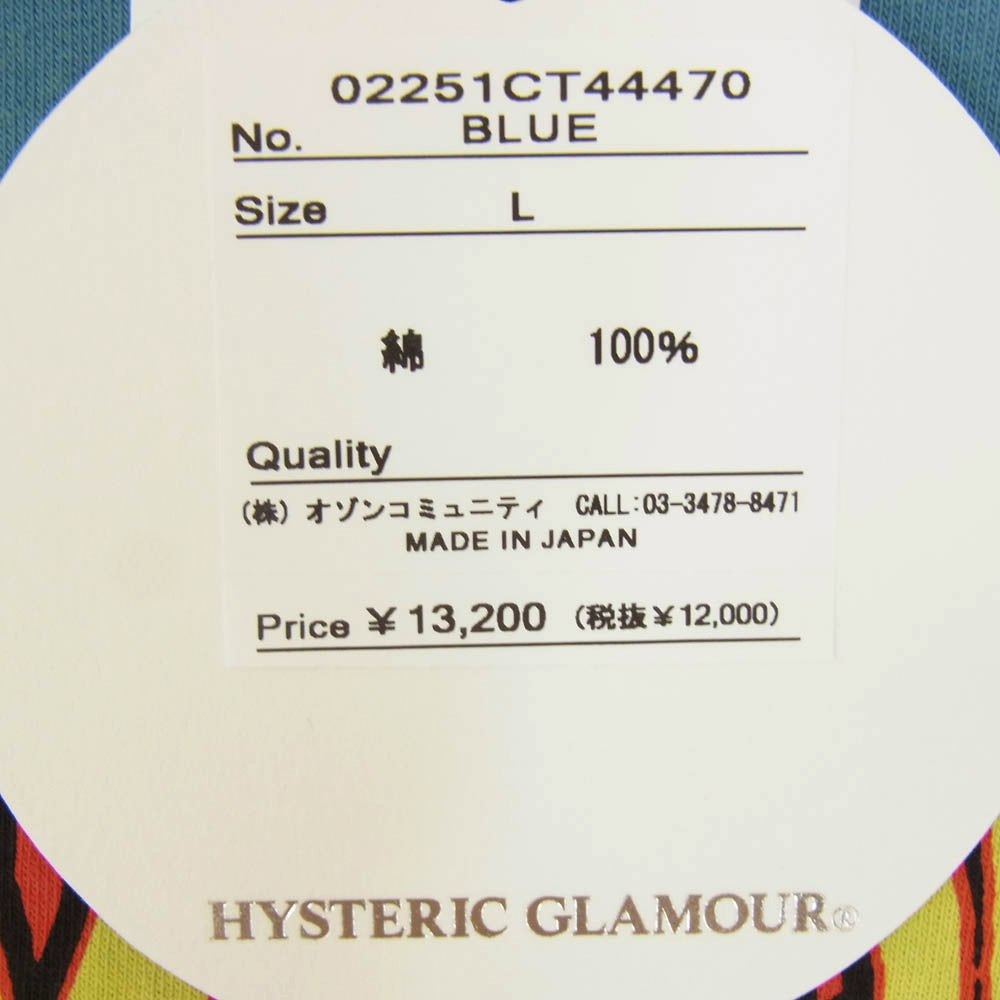 02251CT44470
No. BLUE
Size L
綿 100%
Quality
(株) オゾンコミュニティ CALL:03-3478-8471
MADE IN JAPAN
Price ¥13,200 (税抜¥12,000)
HYSTERIC GLAMOUR®